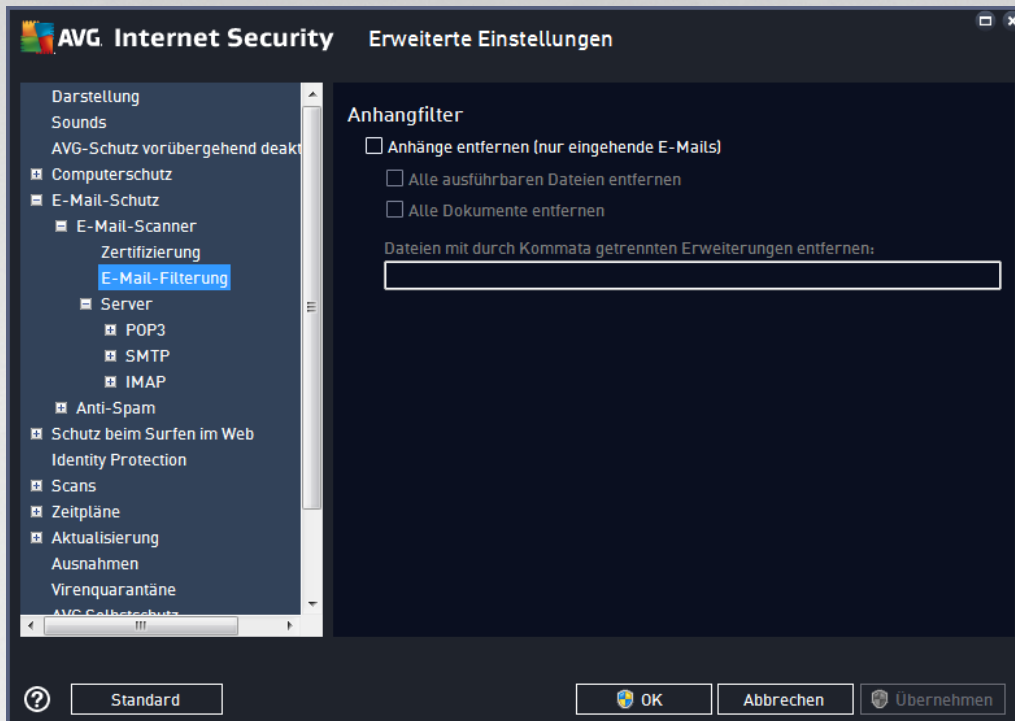 AVG Internet Security Erweiterte Einstellungen
Darstellung
Sounds
AVG-Schutz vorübergehend deakt
Computerschutz
E-Mail-Schutz
E-Mail-Scanner
Zertifizierung
E-Mail-Filterung
Server
POP3
SMTP
IMAP
Anti-Spam
Schutz beim Surfen im Web
Identity Protection
Scans
Zeitpläne
Aktualisierung
Ausnahmen
Virenquarantäne
AVG Selbstschutz
Anhangfilter
Anhänge entfernen (nur eingehende E-Mails)
Alle ausführbaren Dateien entfernen
Alle Dokumente entfernen
Dateien mit durch Kommata getrennten Erweiterungen entfernen:
? Standard OK Abbrechen Übernehmen